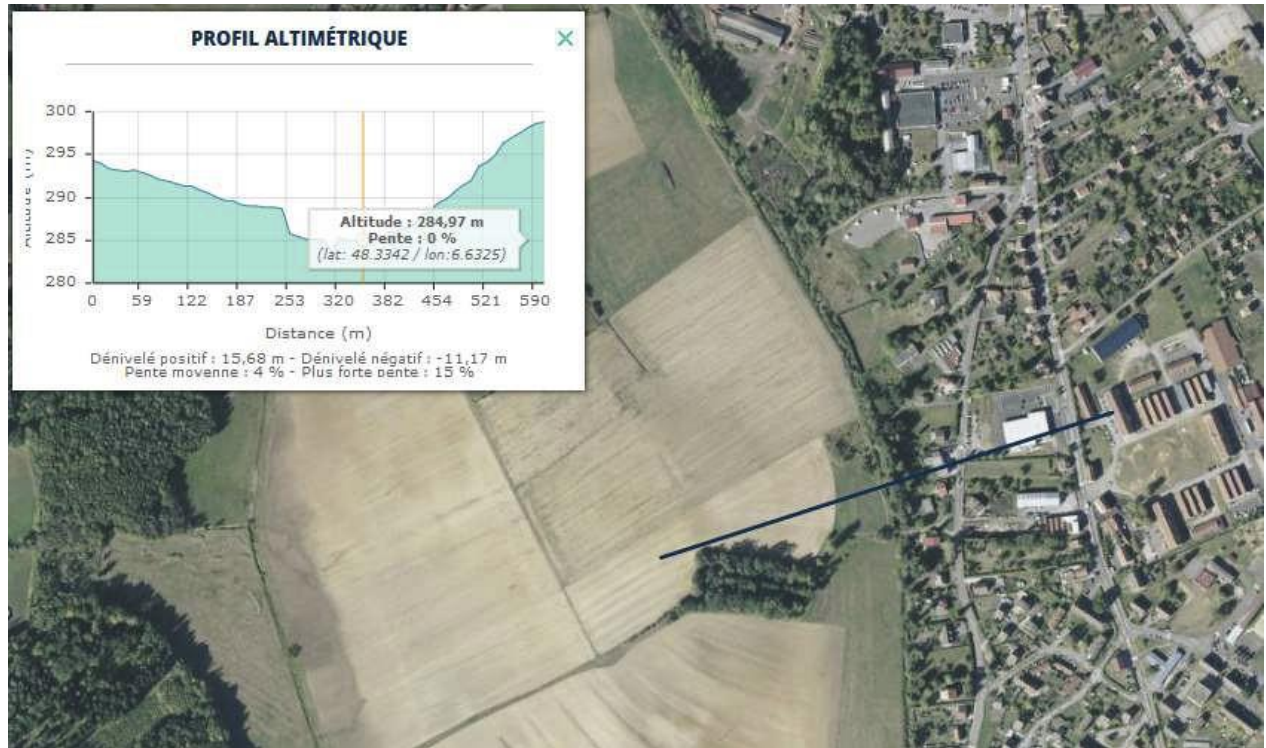 PROFIL ALTIMÉTRIQUE
300
295
290
285
280
Altitude : 284,97 m
Pente : 0 %
(lat: 48.3342 / lon:6.6325)
0 59 122 187 253 320 382 454 521 590
Distance (m)
Dénivelé positif : 15,68 m - Dénivelé négatif : -11,17 m
Pente moyenne : 4 % - Plus forte pente : 15 %